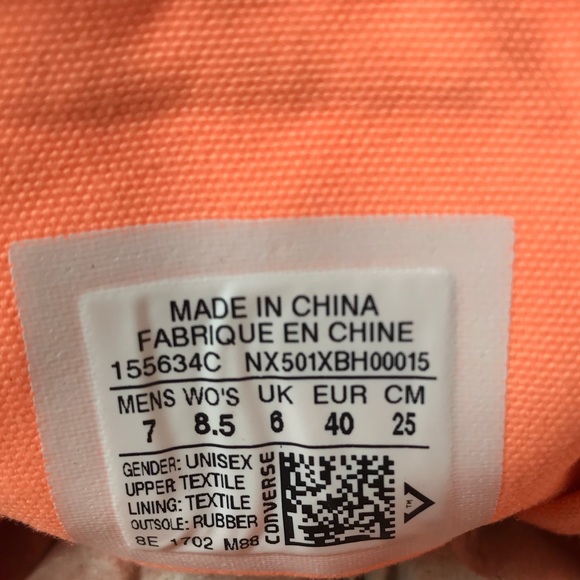 MADE IN CHINA
FABRIQUE EN CHINE
155634C NX501XBH00015
MENS WO'S UK EUR CM
7 8.5 6 40 25
GENDER: UNISEX
UPPER: TEXTILE
LINING: TEXTILE
OUTSOLE: RUBBER
8E 1702 M88
CONVERSE
TM